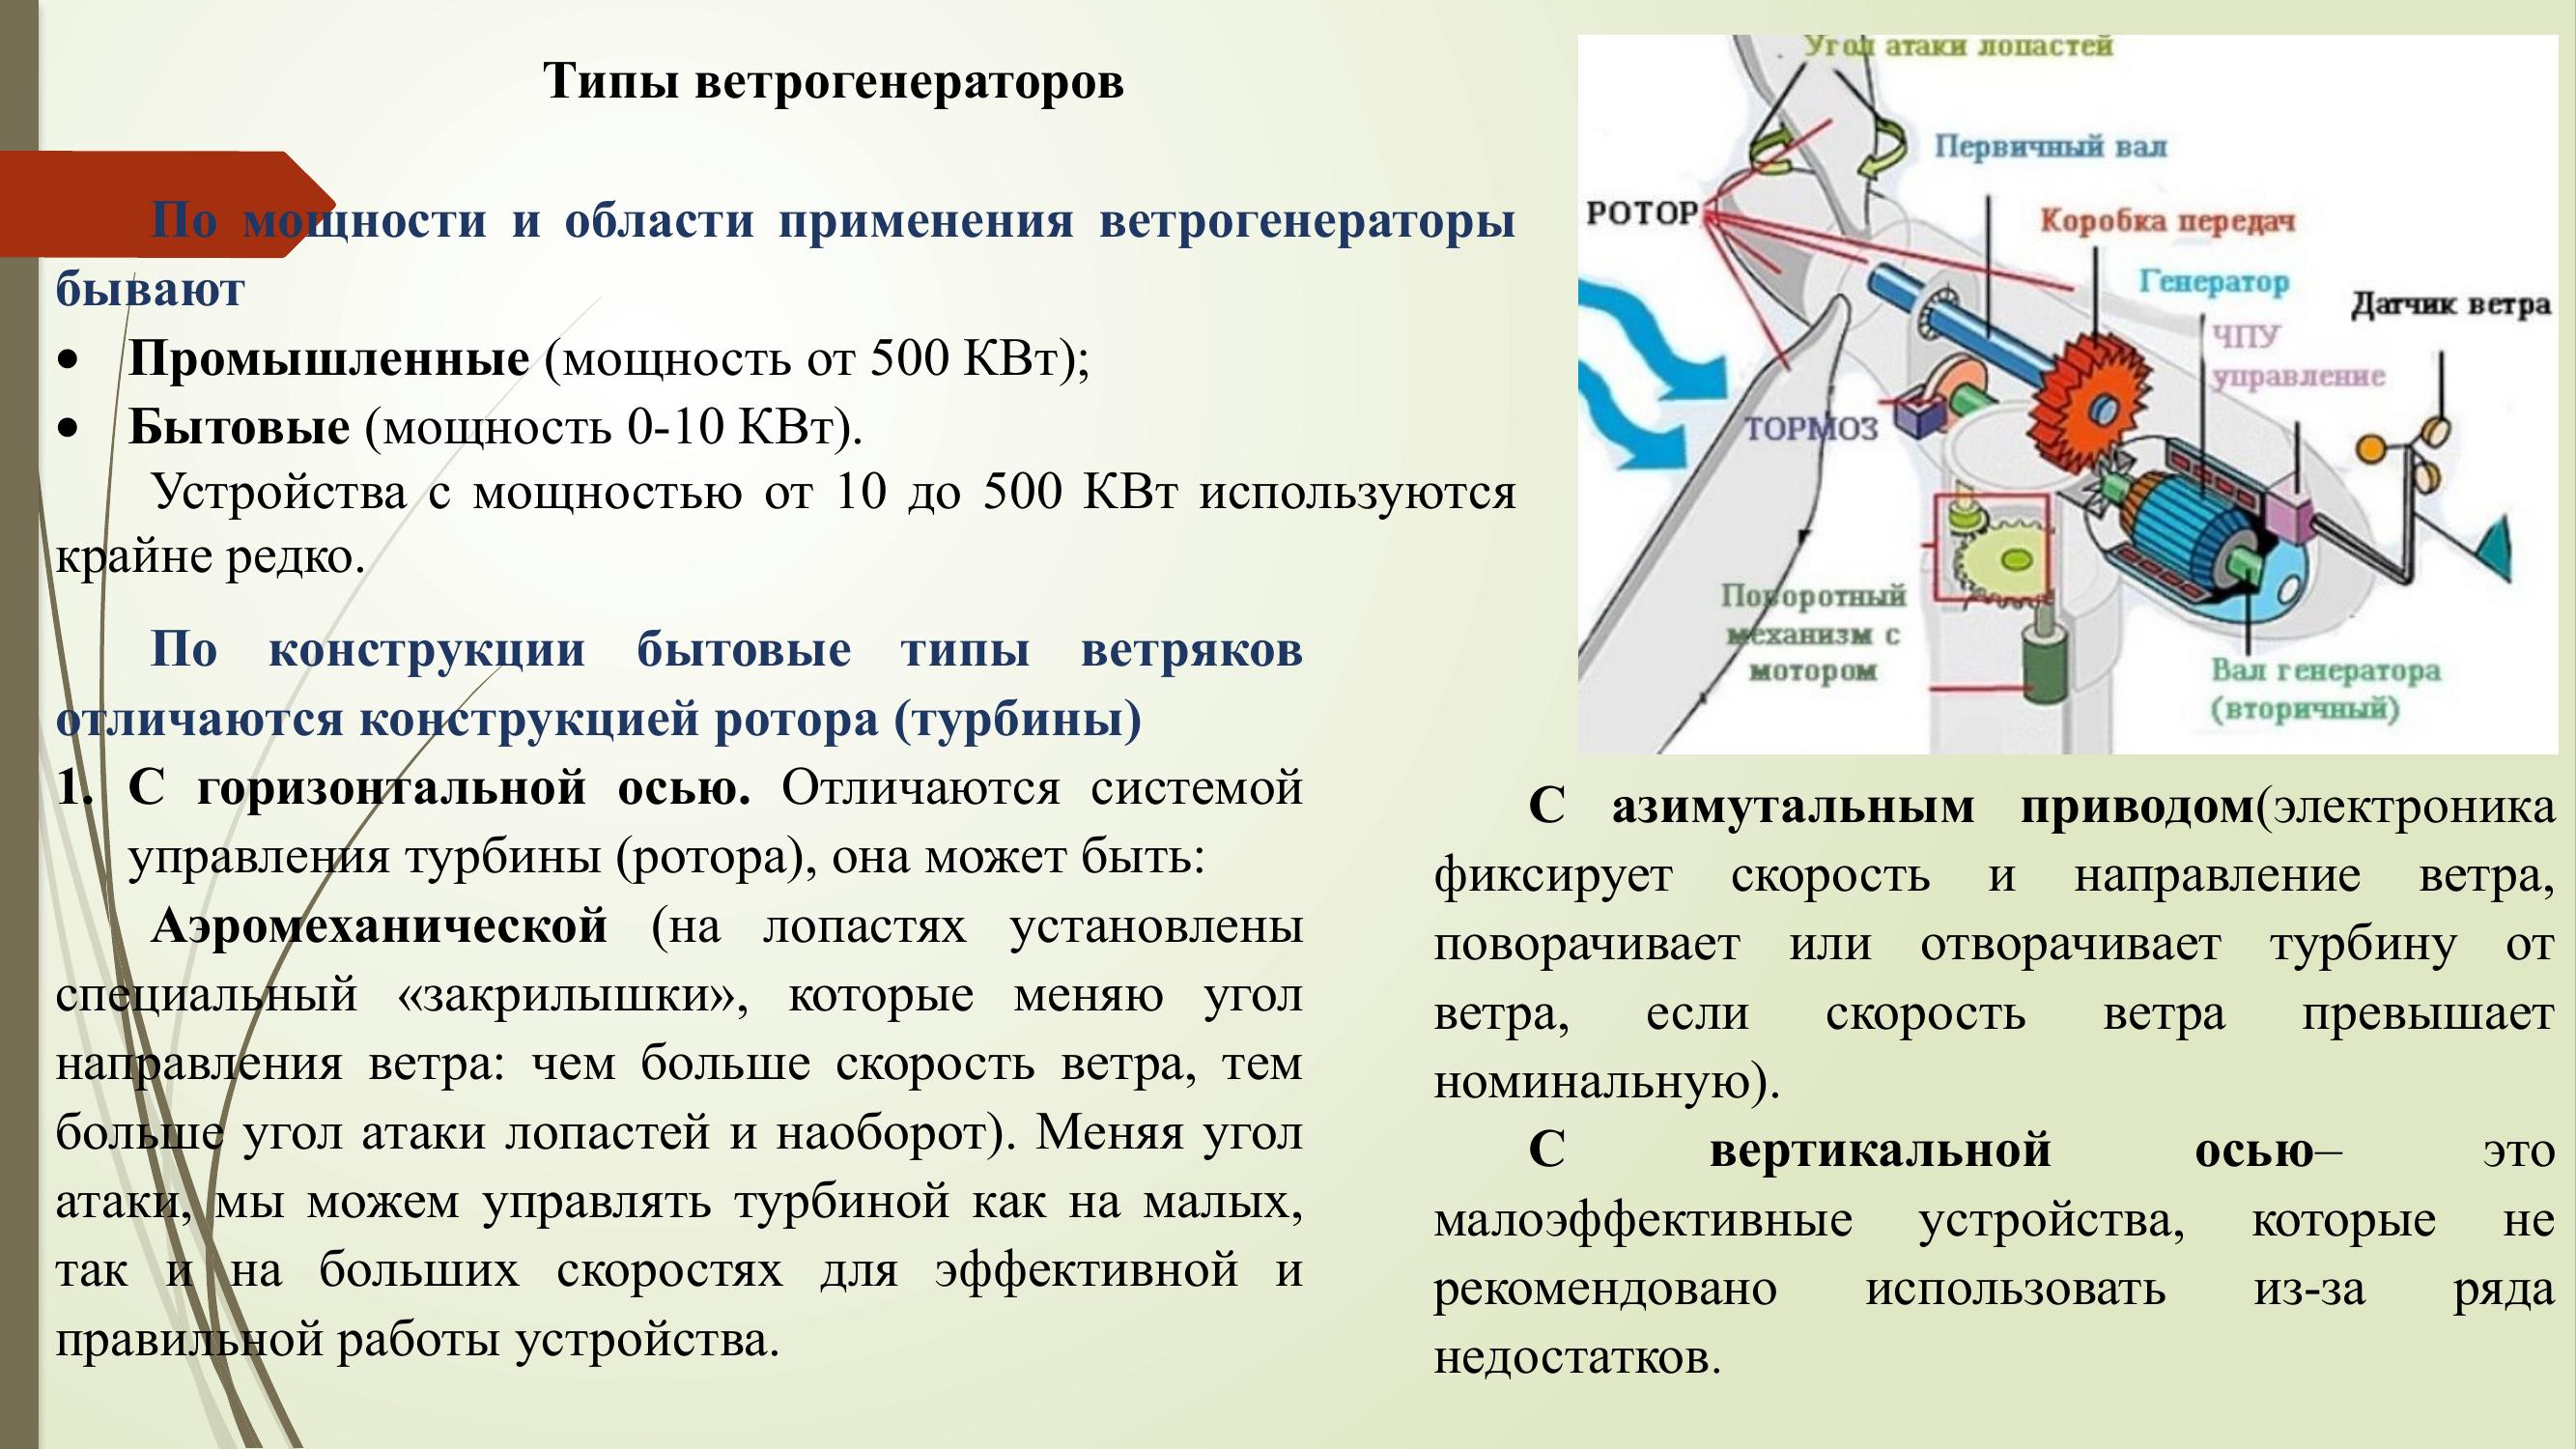 Типы ветрогенераторов
По мощности и области применения ветрогенераторы
бывают
• Промышленные (мощность от 500 КВт);
• Бытовые (мощность 0-10 КВт).
Устройства с мощностью от 10 до 500 КВт используются
крайне редко.
По конструкции бытовые типы ветряков
отличаются конструкцией ротора (турбины)
1. С горизонтальной осью. Отличаются системой
управления турбины (ротора), она может быть:
Аэромеханической (на лопастях установлены
специальный «закрилышки», которые меняю угол
направления ветра: чем больше скорость ветра, тем
больше угол атаки лопастей и наоборот). Меняя угол
атаки, мы можем управлять турбиной как на малых,
так и на больших скоростях для эффективной и
правильной работы устройства.
Угол атаки лопастей
Первичный вал
РОТОР
Коробка передач
Генератор
Датчик ветра
ЧПУ
управление
ТОРМОЗ
Поворотный
механизм с
мотором
Вал генератора
(вторичный)
С азимутальным приводом(электроника
фиксирует скорость и направление ветра,
поворачивает или отворачивает турбину от
ветра, если скорость ветра превышает
номинальную).
С вертикальной осью– это
малоэффективные устройства, которые не
рекомендовано использовать из-за ряда
недостатков.